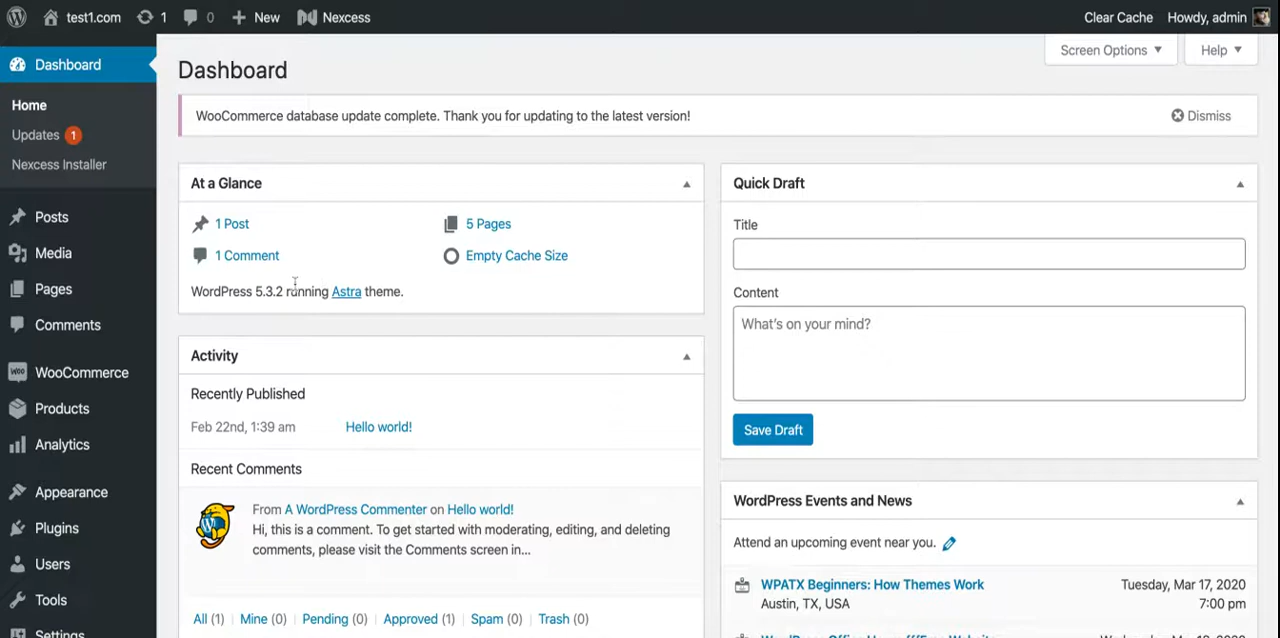 test1.com 1 0 New Nexcess Clear Cache Howdy, admin
Screen Options Help
Dashboard
Home
Updates 1
Nexcess Installer
Posts
Media
Pages
Comments
WooCommerce
Products
Analytics
Appearance
Plugins
Users
Tools
Settings
Dashboard
WooCommerce database update complete. Thank you for updating to the latest version! Dismiss
At a Glance
1 Post 5 Pages
1 Comment Empty Cache Size
WordPress 5.3.2 running Astra theme.
Activity
Recently Published
Feb 22nd, 1:39 am Hello world!
Recent Comments
From A WordPress Commenter on Hello world!
Hi, this is a comment. To get started with moderating, editing, and deleting
comments, please visit the Comments screen in...
All (1) | Mine (0) | Pending (0) | Approved (1) | Spam (0) | Trash (0)
Quick Draft
Title
Content
What's on your mind?
Save Draft
WordPress Events and News
Attend an upcoming event near you.
WPATX Beginners: How Themes Work Tuesday, Mar 17, 2020
Austin, TX, USA 7:00 pm